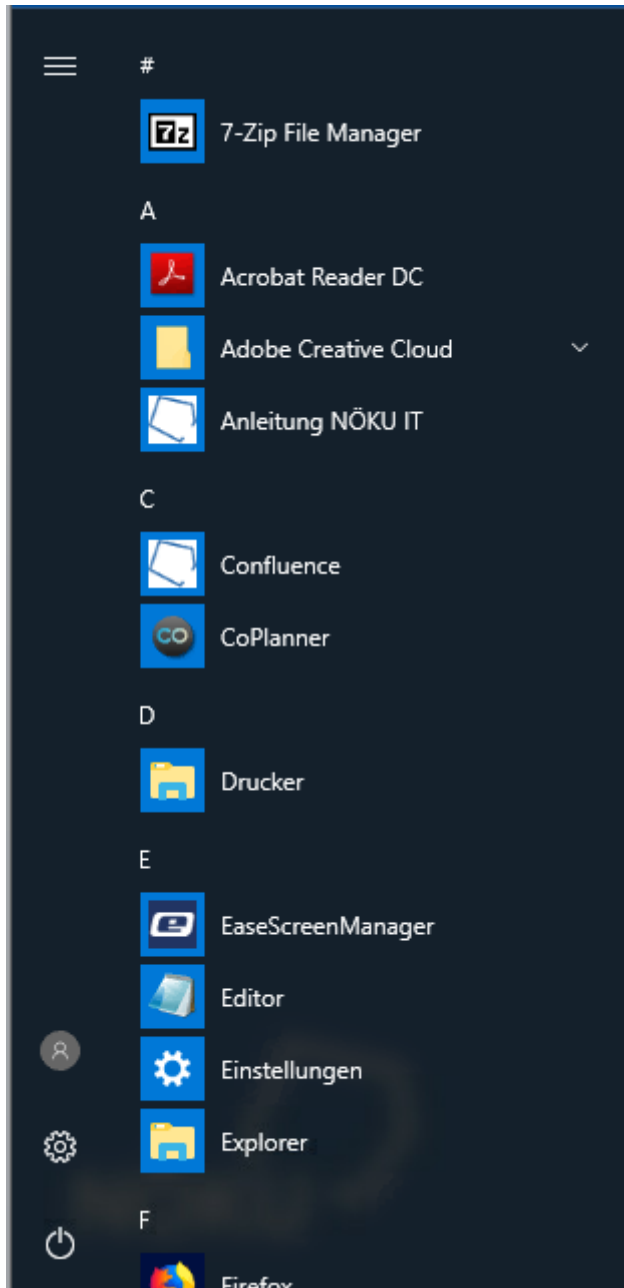 #
7-Zip File Manager
A
Acrobat Reader DC
Adobe Creative Cloud
Anleitung NÖKU IT
C
Confluence
CoPlanner
D
Drucker
E
EaseScreenManager
Editor
Einstellungen
Explorer
F
Firefox